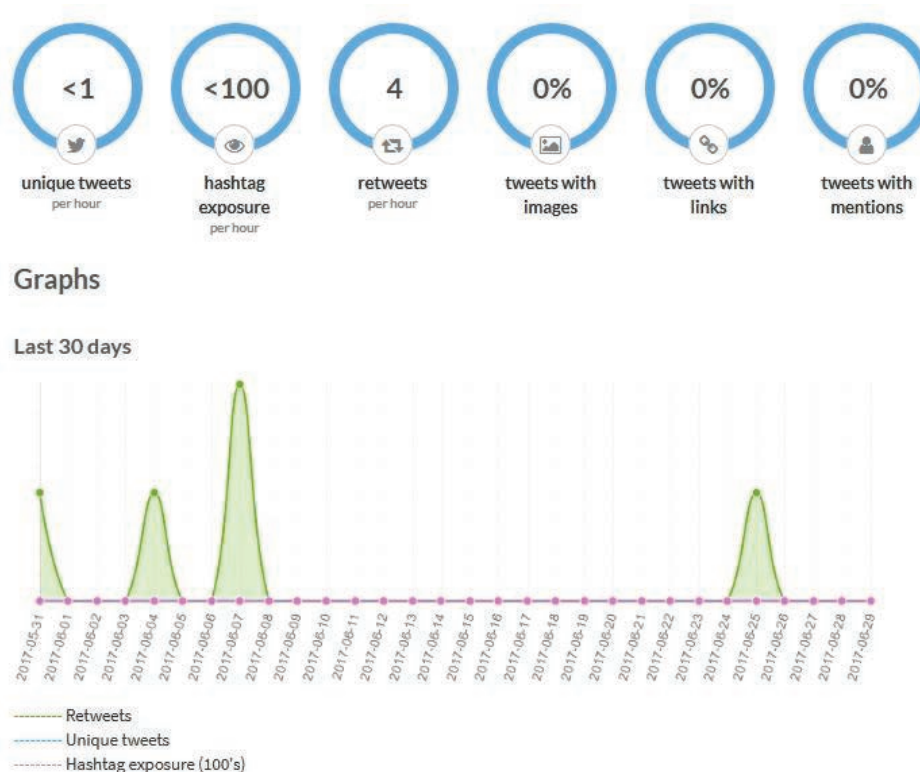 <1
<100
4
0%
0%
0%
unique tweets
per hour
hashtag
exposure
per hour
retweets
per hour
tweets with
images
tweets with
links
tweets with
mentions
Graphs
Last 30 days
2017-05-31
2017-06-01
2017-06-02
2017-06-03
2017-06-04
2017-06-05
2017-06-06
2017-06-07
2017-06-08
2017-06-09
2017-06-10
2017-06-11
2017-06-12
2017-06-13
2017-06-14
2017-06-15
2017-06-16
2017-06-17
2017-06-18
2017-06-19
2017-06-20
2017-06-21
2017-06-22
2017-06-23
2017-06-24
2017-06-25
2017-06-26
2017-06-27
2017-06-28
2017-06-29
Retweets
Unique tweets
Hashtag exposure (100's)